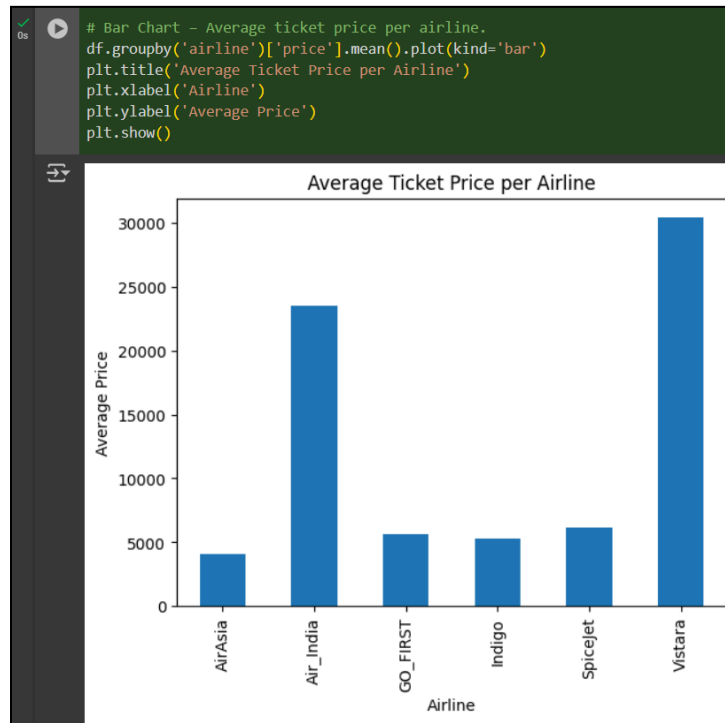 0s
# Bar Chart – Average ticket price per airline.
df.groupby('airline')['price'].mean().plot(kind='bar')
plt.title('Average Ticket Price per Airline')
plt.xlabel('Airline')
plt.ylabel('Average Price')
plt.show()
Average Ticket Price per Airline
30000
25000
20000
15000
10000
5000
0
Average Price
AirAsia
Air_India
GO_FIRST
Indigo
SpiceJet
Vistara
Airline